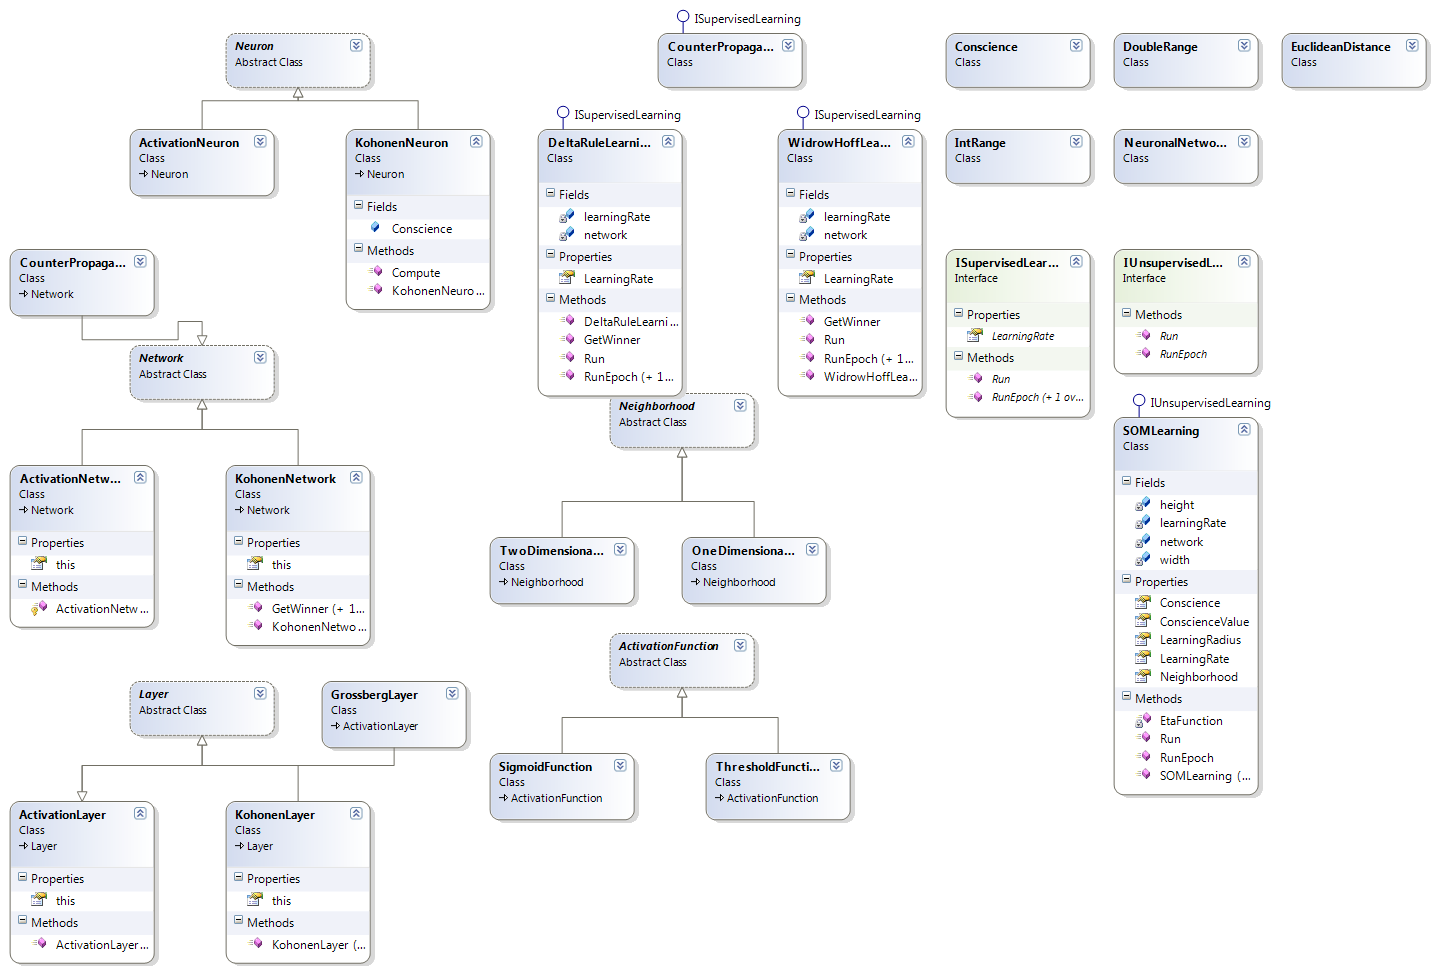 Neuron
Abstract Class
ActivationNeuron
Class
Neuron
KohonenNeuron
Class
Neuron
Fields
Conscience
Methods
Compute
KohonenNeuro...
CounterPropaga...
Class
Network
Network
Abstract Class
ActivationNetw...
Class
Network
Properties
this
Methods
ActivationNetw...
KohonenNetwork
Class
Network
Properties
this
Methods
GetWinner (+ 1...
KohonenNetwo...
Layer
Abstract Class
GrossbergLayer
Class
ActivationLayer
ActivationLayer
Class
Layer
Properties
this
Methods
ActivationLayer...
KohonenLayer
Class
Layer
Properties
this
Methods
KohonenLayer (...
ISupervisedLearning
CounterPropaga...
Class
ISupervisedLearning
DeltaRuleLearni...
Class
Fields
learningRate
network
Properties
LearningRate
Methods
DeltaRuleLearni...
GetWinner
Run
RunEpoch (+ 1...
ISupervisedLearning
WidrowHoffLea...
Class
Fields
learningRate
network
Properties
LearningRate
Methods
GetWinner
Run
RunEpoch (+ 1...
WidrowHoffLea...
Neighborhood
Abstract Class
TwoDimensiona...
Class
Neighborhood
OneDimensiona...
Class
Neighborhood
ActivationFunction
Abstract Class
SigmoidFunction
Class
ActivationFunction
ThresholdFuncti...
Class
ActivationFunction
Conscience
Class
DoubleRange
Class
EuclideanDistance
Class
IntRange
Class
NeuronalNetwo...
Class
ISupervisedLear...
Interface
Properties
LearningRate
Methods
Run
RunEpoch (+ 1 ov...
IUnsupervisedL...
Interface
Methods
Run
RunEpoch
IUnsupervisedLearning
SOMLearning
Class
Fields
height
learningRate
network
width
Properties
Conscience
ConscienceValue
LearningRadius
LearningRate
Neighborhood
Methods
EtaFunction
Run
RunEpoch
SOMLearning (...